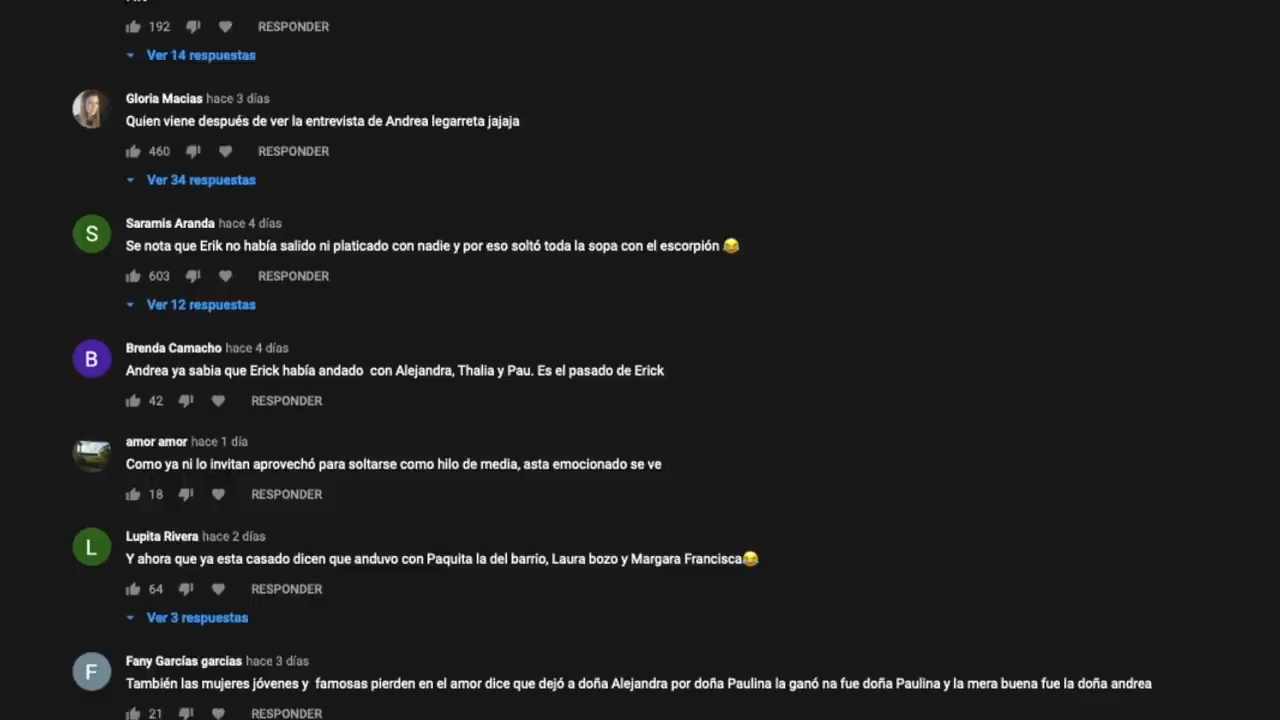 192 RESPONDER
Ver 14 respuestas
Gloria Macias hace 3 días
Quien viene después de ver la entrevista de Andrea legarreta jajaja
460 RESPONDER
Ver 34 respuestas
S
Saramis Aranda hace 4 días
Se nota que Erik no había salido ni platicado con nadie y por eso soltó toda la sopa con el escorpión 😂
603 RESPONDER
Ver 12 respuestas
B
Brenda Camacho hace 4 días
Andrea ya sabia que Erick había andado con Alejandra, Thalia y Pau. Es el pasado de Erick
42 RESPONDER
amor amor hace 1 día
Como ya ni lo invitan aprovechó para soltarse como hilo de media, asta emocionado se ve
18 RESPONDER
L
Lupita Rivera hace 2 días
Y ahora que ya esta casado dicen que anduvo con Paquita la del barrio, Laura bozo y Margara Francisca😂
64 RESPONDER
Ver 3 respuestas
F
Fany Garcías garcias hace 3 días
También las mujeres jóvenes y famosas pierden en el amor dice que dejó a doña Alejandra por doña Paulina la ganó na fue doña Paulina y la mera buena fue la doña andrea
21 RESPONDER